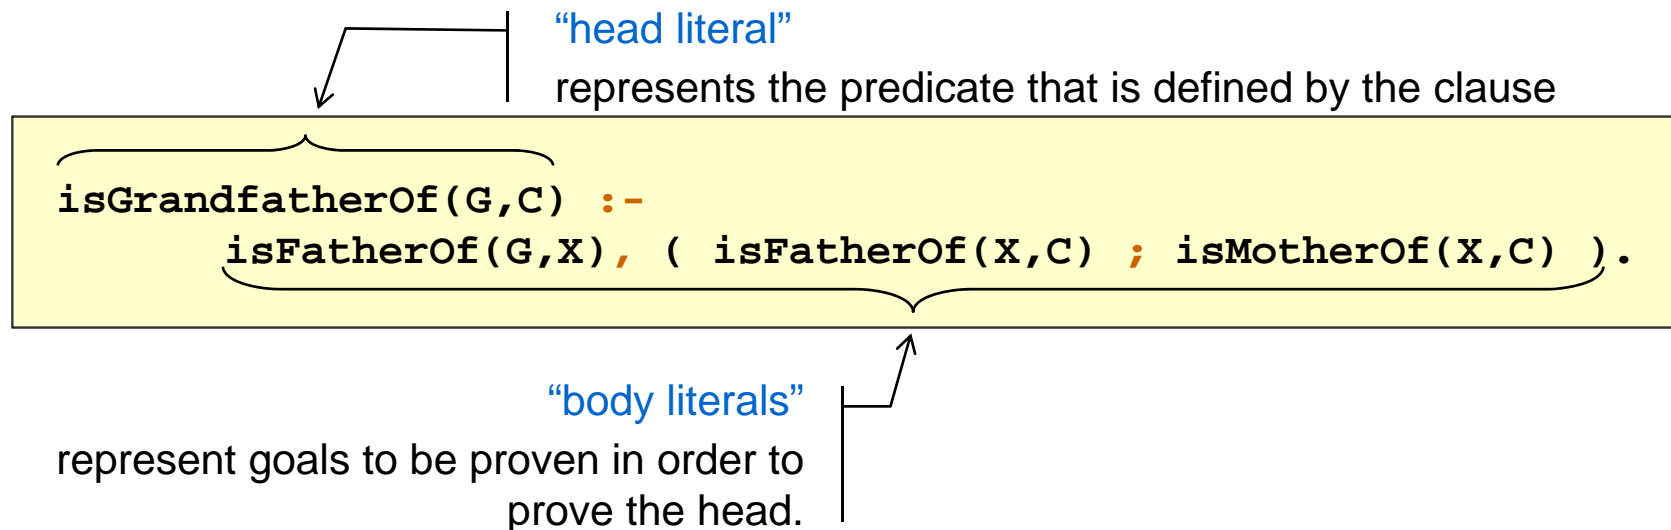 “head literal”
represents the predicate that is defined by the clause
isGrandfatherOf(G,C) :-
isFatherOf(G,X), ( isFatherOf(X,C) ; isMotherOf(X,C) ).
“body literals”
represent goals to be proven in order to
prove the head.